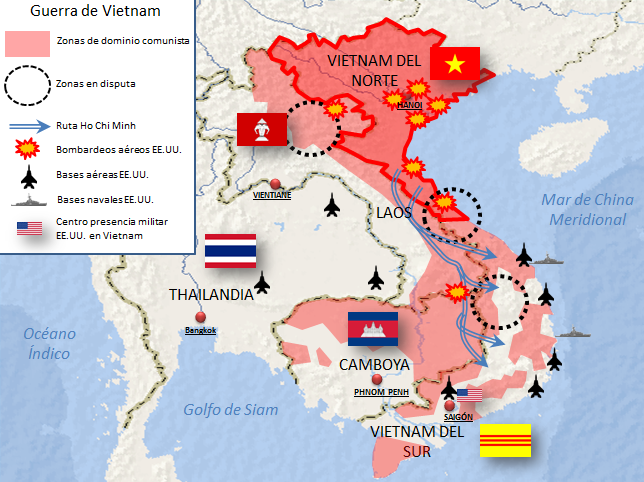 Guerra de Vietnam
Zonas de dominio comunista
Zonas en disputa
Ruta Ho Chi Minh
Bombardeos aéreos EE.UU.
Bases aéreas EE.UU.
Bases navales EE.UU.
Centro presencia militar
EE.UU. en Vietnam
VIETNAM DEL
NORTE
HANOI
VIENTIANE
LAOS
Mar de China
Meridional
THAILANDIA
Bangkok
Océano
Índico
CAMBOYA
PHNOM PENH
Golfo de Siam
SAIGÓN
VIETNAM DEL
SUR